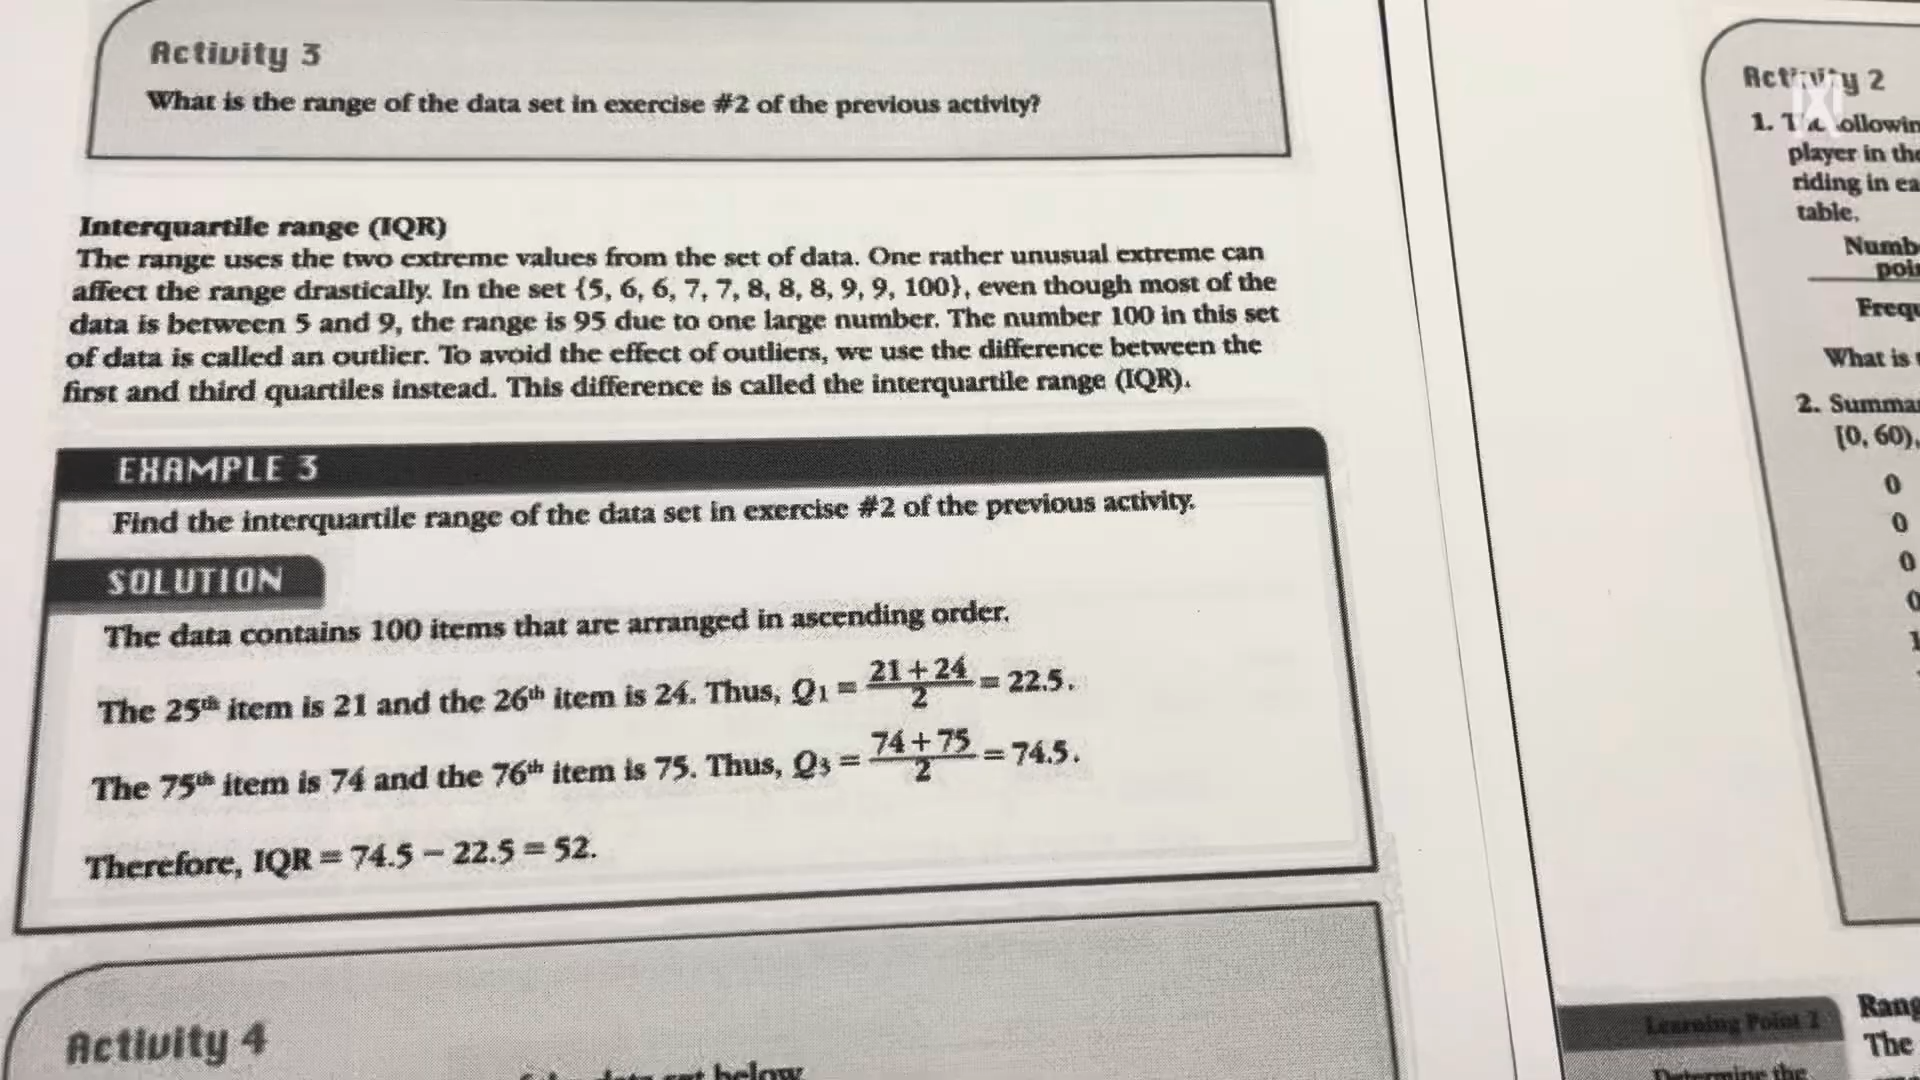 Activity 3
What is the range of the data set in exercise #2 of the previous activity?
Interquartile range (IQR)
The range uses the two extreme values from the set of data. One rather unusual extreme can
affect the range drastically. In the set {5, 6, 6, 7, 7, 8, 8, 8, 9, 9, 100}, even though most of the
data is between 5 and 9, the range is 95 due to one large number. The number 100 in this set
of data is called an outlier. To avoid the effect of outliers, we use the difference between the
first and third quartiles instead. This difference is called the interquartile range (IQR).
EXAMPLE 3
Find the interquartile range of the data set in exercise #2 of the previous activity.
SOLUTION
The data contains 100 items that are arranged in ascending order.
The 25th item is 21 and the 26th item is 24. Thus, Q1 = (21 + 24)/2 = 22.5.
The 75th item is 74 and the 76th item is 75. Thus, Q3 = (74 + 75)/2 = 74.5.
Therefore, IQR = 74.5 − 22.5 = 52.
Activity 4
set below
Activity 2
1.
player in the
riding in ea
table.
Numb
poin
Frequ
What is
2. Summa
[0, 60),
0
0
0
0
1
Learning Point 2
Determine the
Rang
The